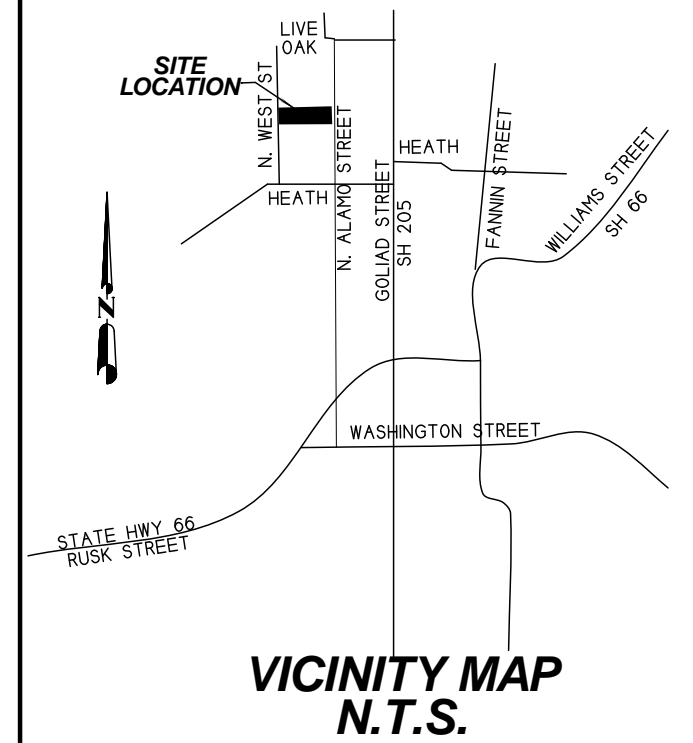 LIVE
OAK
SITE
LOCATION
N. WEST ST
HEATH
HEATH
N. ALAMO STREET
GOLIAD STREET
SH 205
FANNIN STREET
WILLIAMS STREET
SH 66
N
WASHINGTON STREET
STATE HWY 66
RUSK STREET
VICINITY MAP
N.T.S.